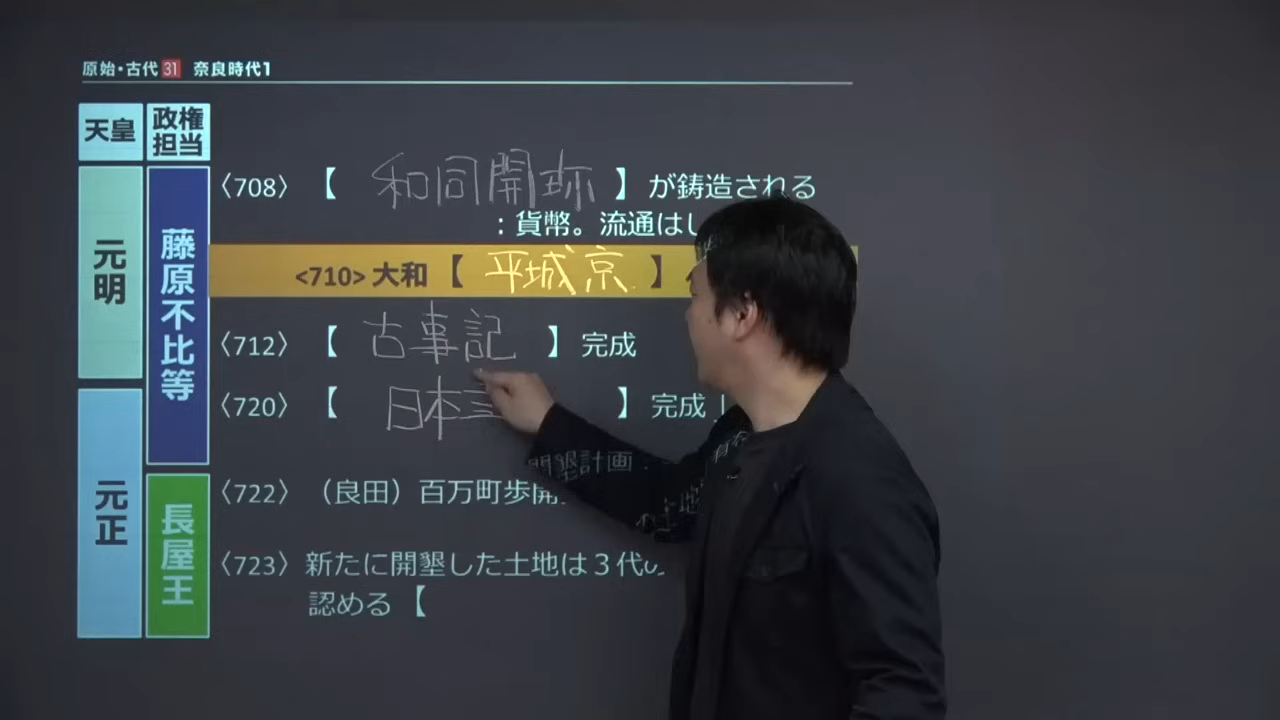 原始・古代 31 奈良時代1
天皇
政権
担当
元明
藤原不比等
元正
長屋王
〈708〉【 和同開珎 】が鋳造される
：貨幣。流通はし
<710> 大和【 平城京 】へ
〈712〉【 古事記 】完成
〈720〉【 日本 】完成
〈722〉（良田）百万町歩開
〈723〉新たに開墾した土地は３代の
認める【